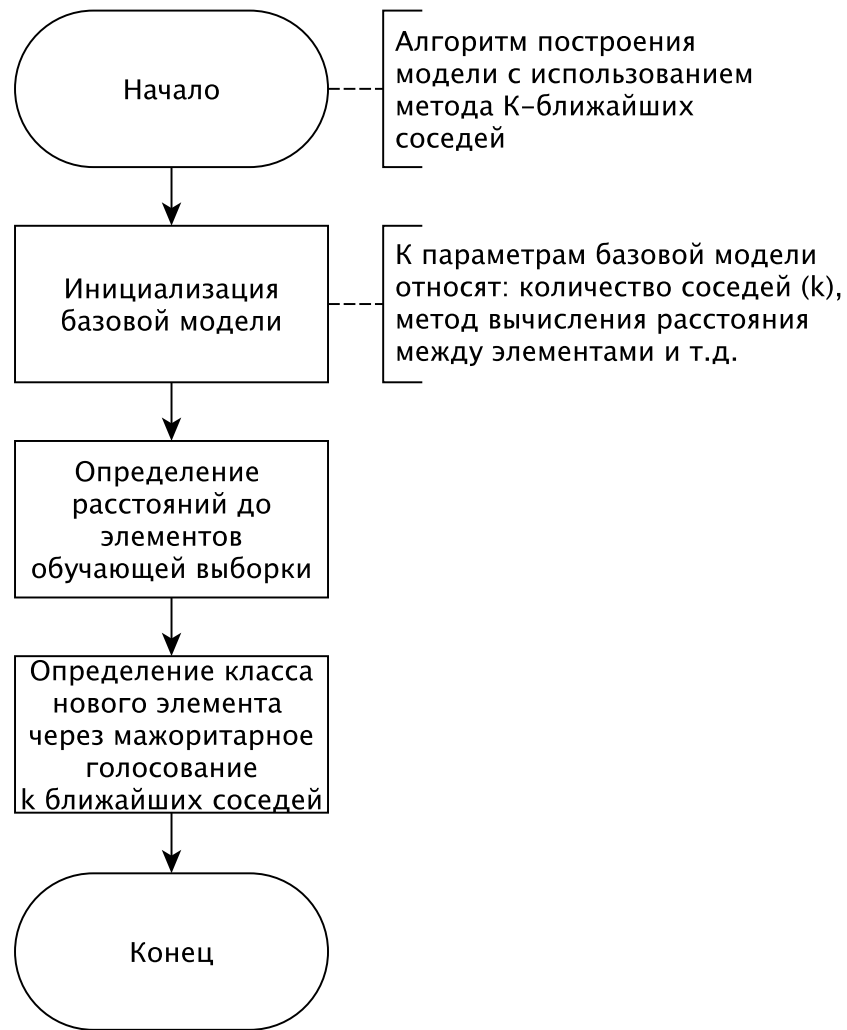 Начало
Алгоритм построения
модели с использованием
метода К-ближайших
соседей
Инициализация
базовой модели
К параметрам базовой модели
относят: количество соседей (k),
метод вычисления расстояния
между элементами и т.д.
Определение
расстояний до
элементов
обучающей выборки
Определение класса
нового элемента
через мажоритарное
голосование
k ближайших соседей
Конец